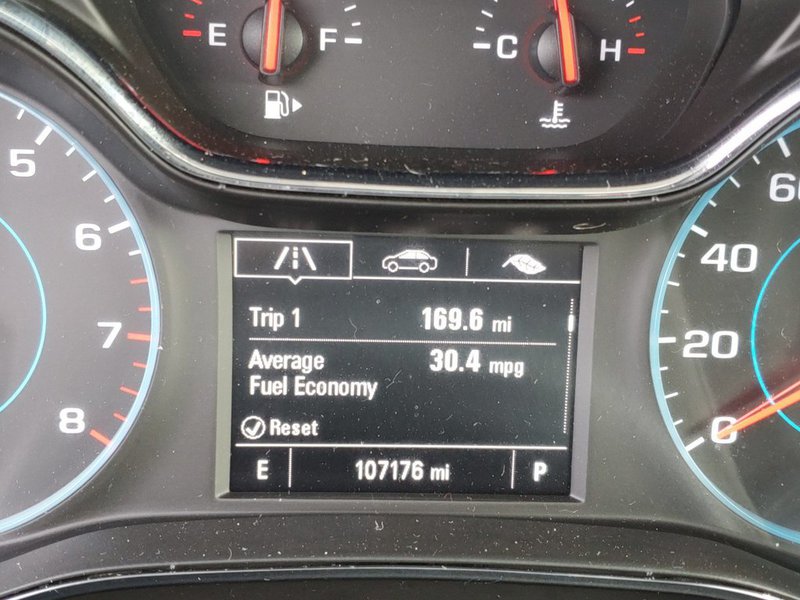 E F C H
5
6
7
8
60
40
20
0
Trip 1 169.6 mi
Average 30.4 mpg
Fuel Economy
Reset
E 107176 mi P